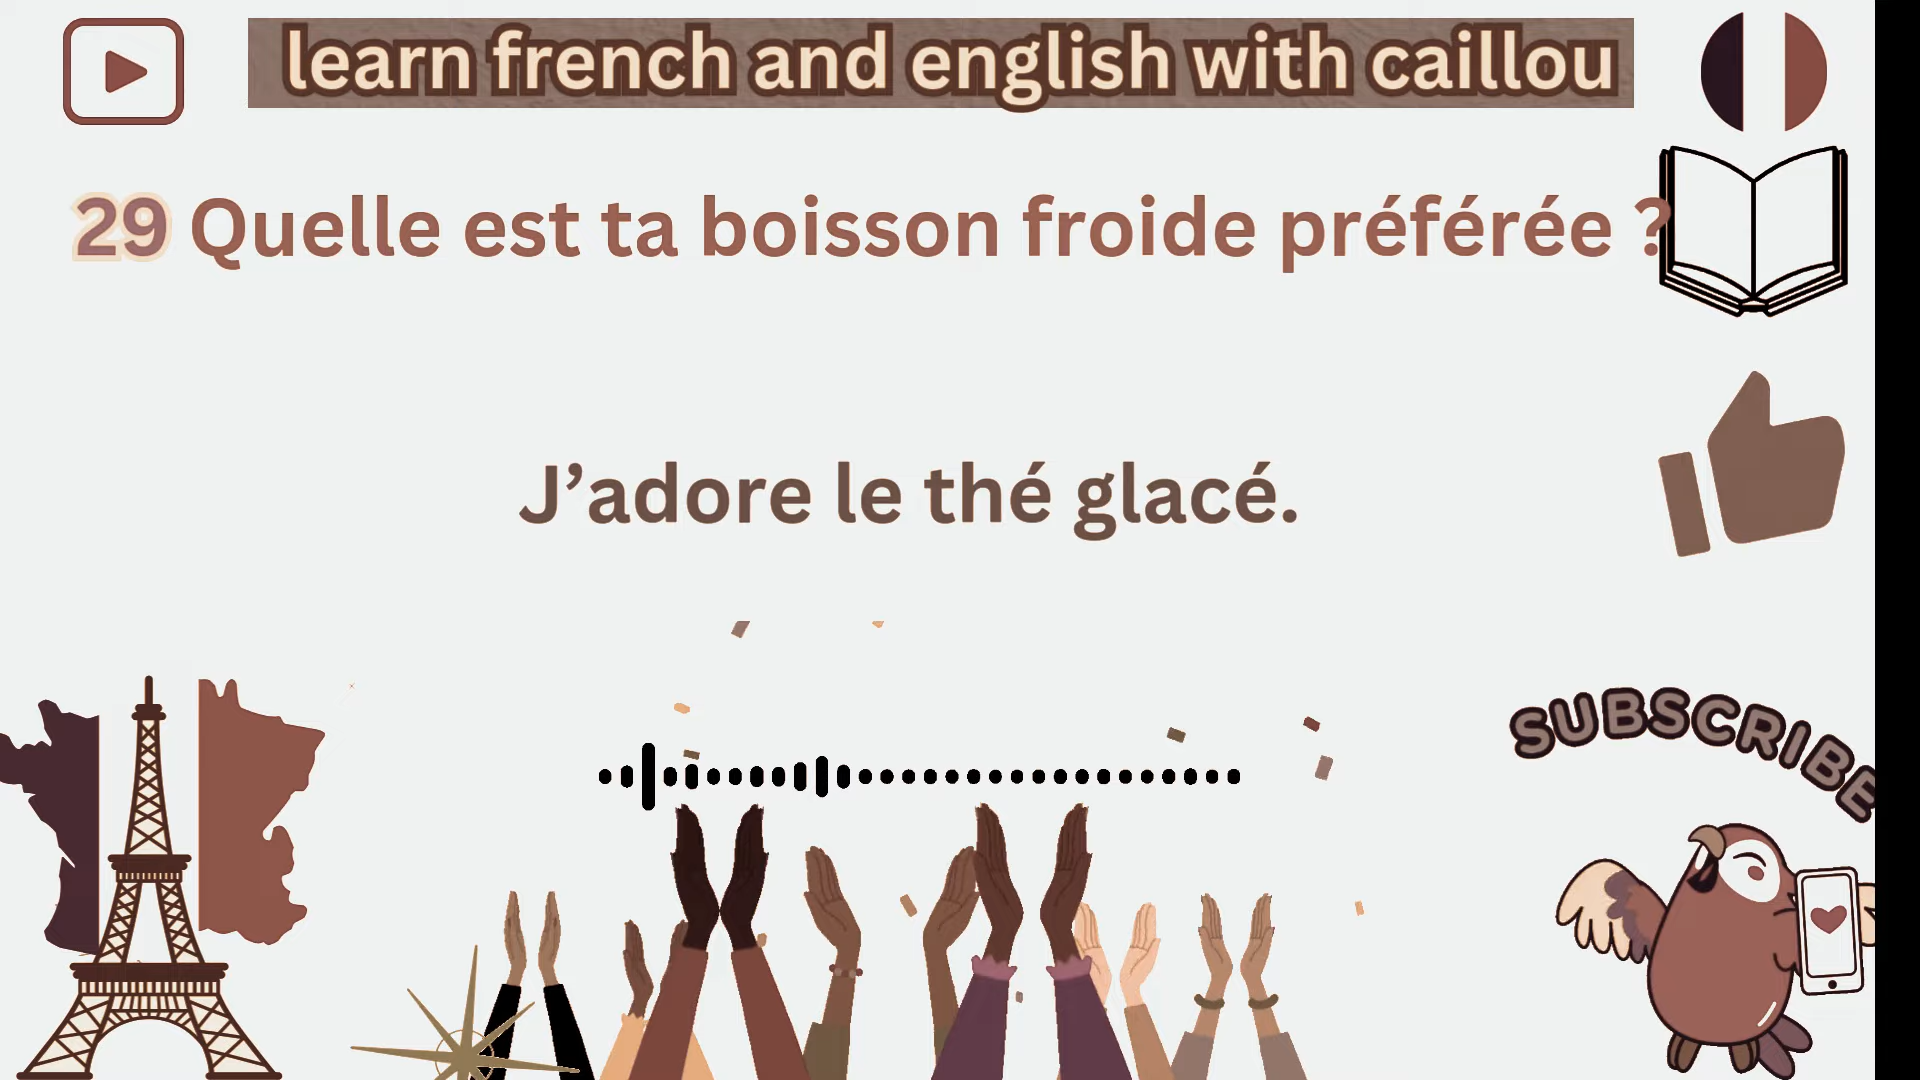 learn french and english with caillou
29 Quelle est ta boisson froide préférée ?
J’adore le thé glacé.
SUBSCRIBE